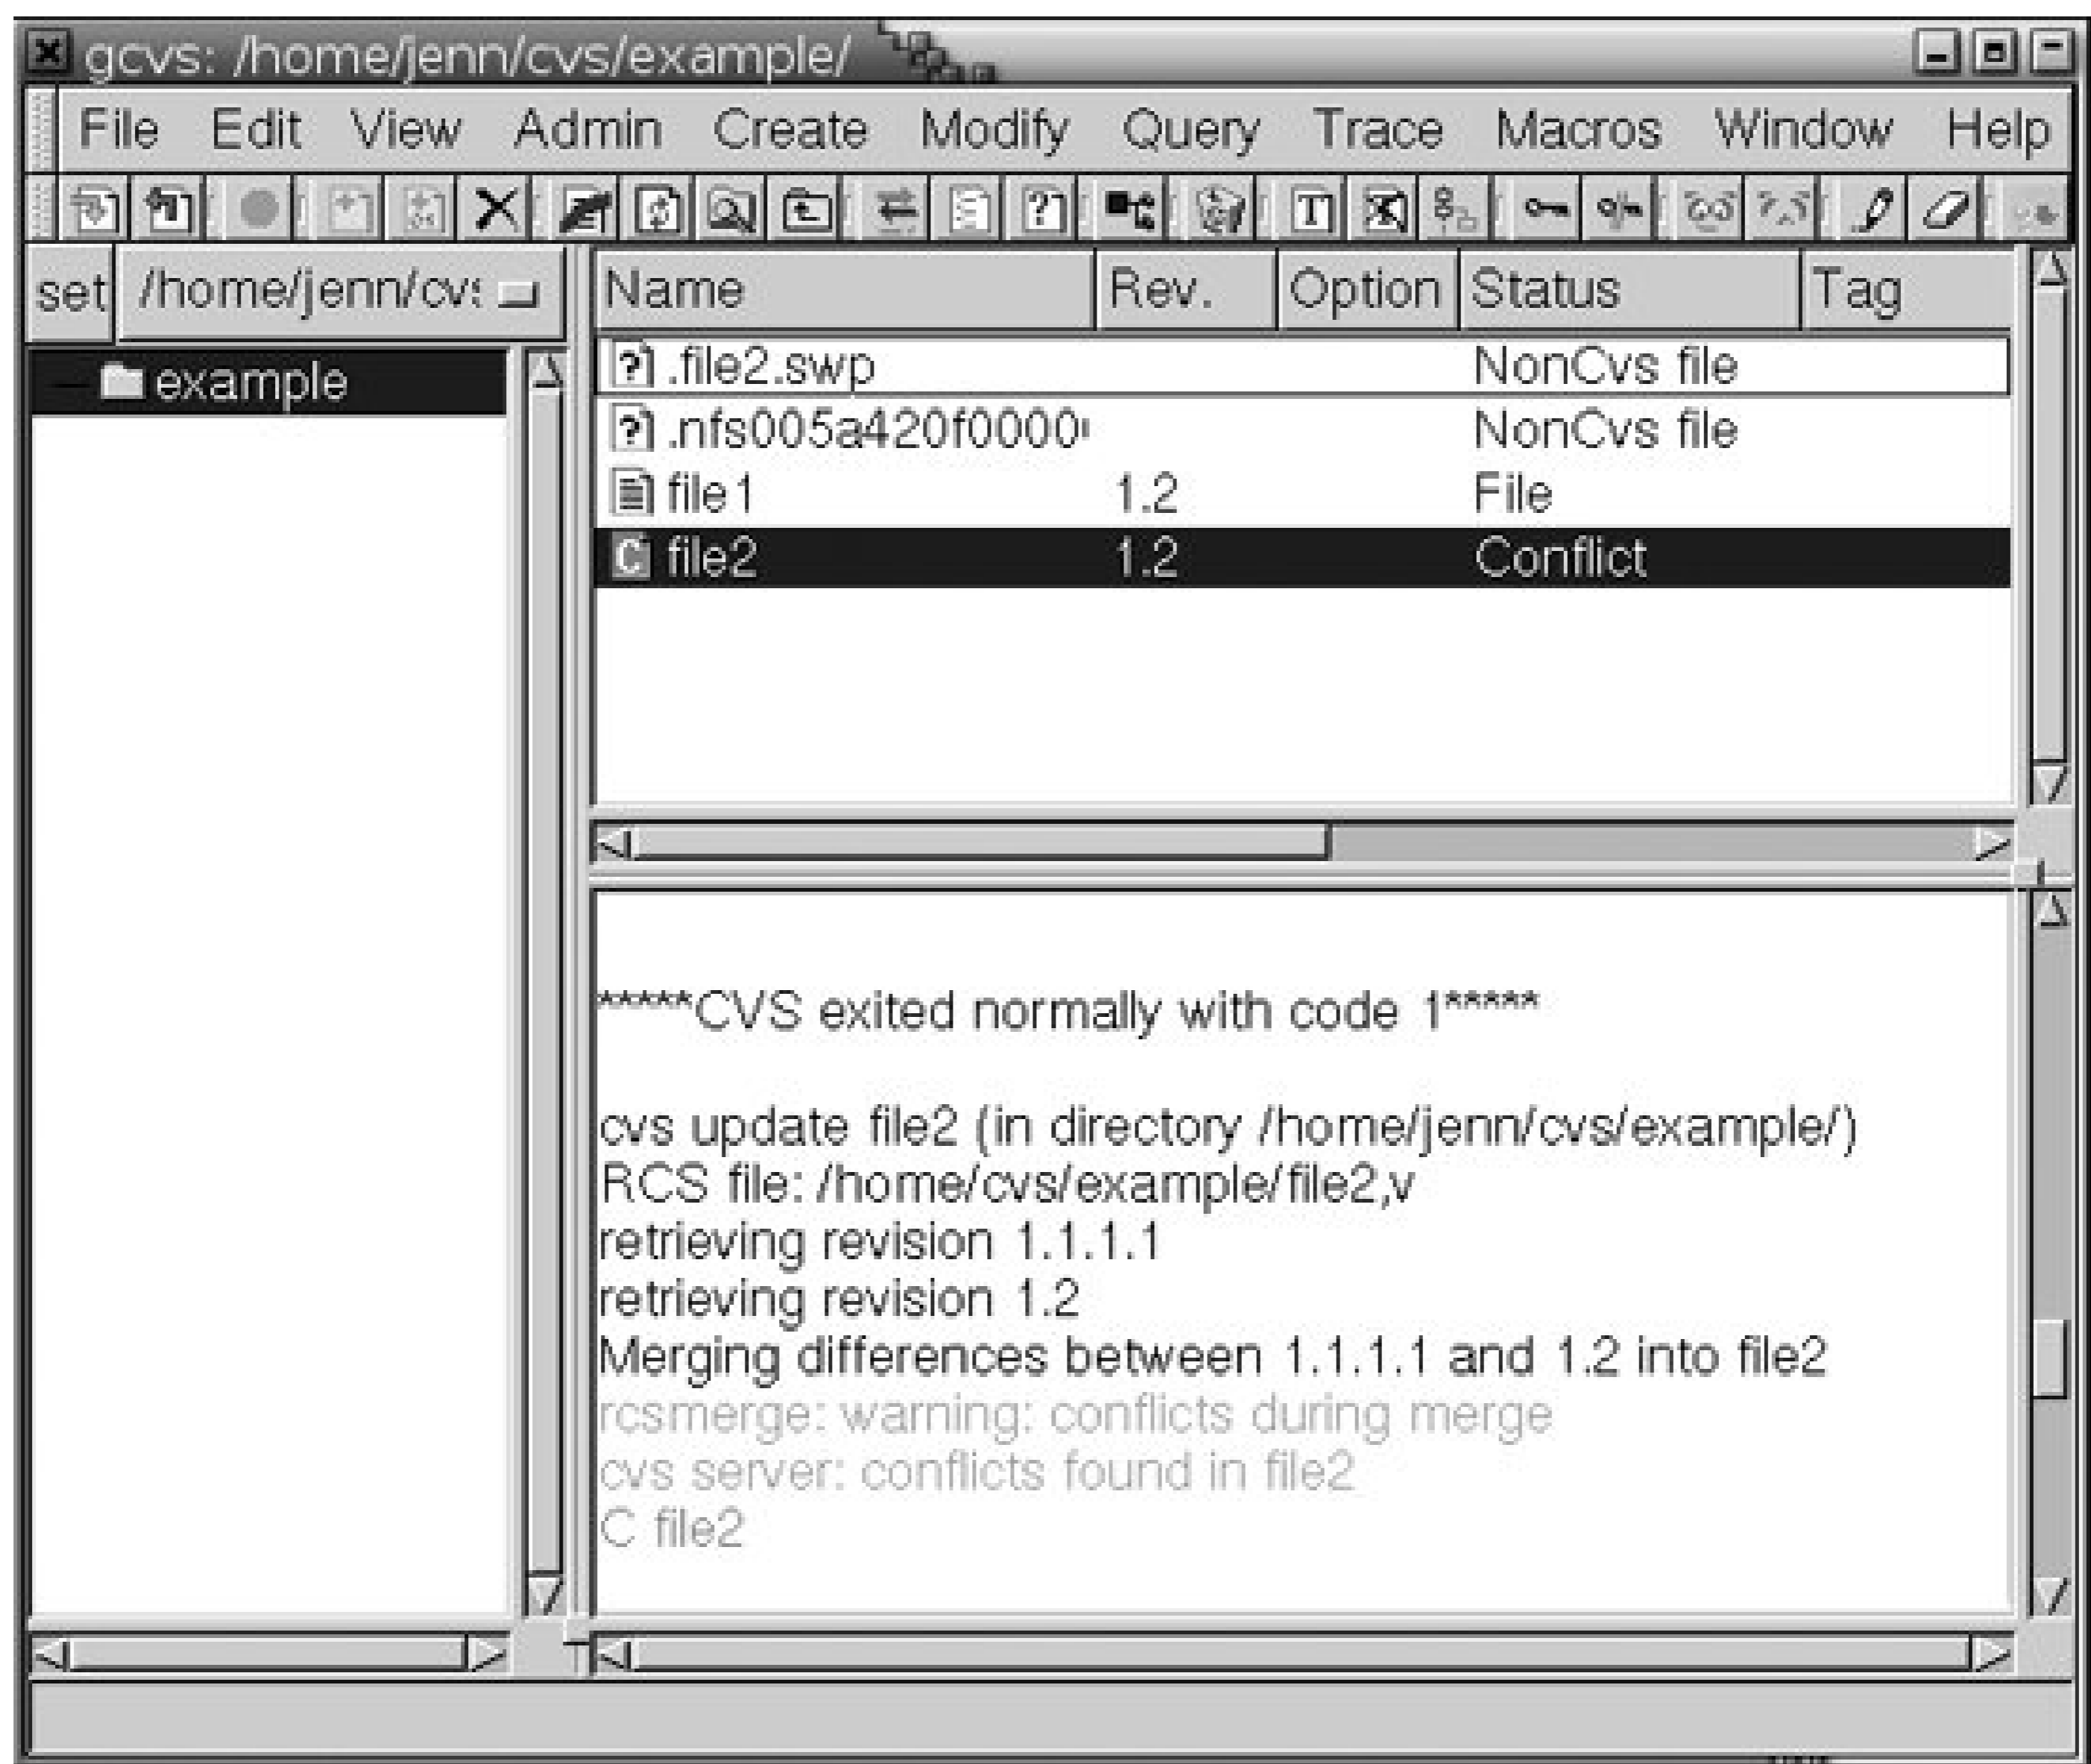 gcvs: /home/jenn/cvs/example/
File Edit View Admin Create Modify Query Trace Macros Window Help
set /home/jenn/cvs
example
Name Rev. Option Status Tag
.file2.swp NonCvs file
.nfs005a420f0000 NonCvs file
file1 1.2 File
C file2 1.2 Conflict
*****CVS exited normally with code 1*****
cvs update file2 (in directory /home/jenn/cvs/example/)
RCS file: /home/cvs/example/file2,v
retrieving revision 1.1.1.1
retrieving revision 1.2
Merging differences between 1.1.1.1 and 1.2 into file2
rcsmerge: warning: conflicts during merge
cvs server: conflicts found in file2
C file2